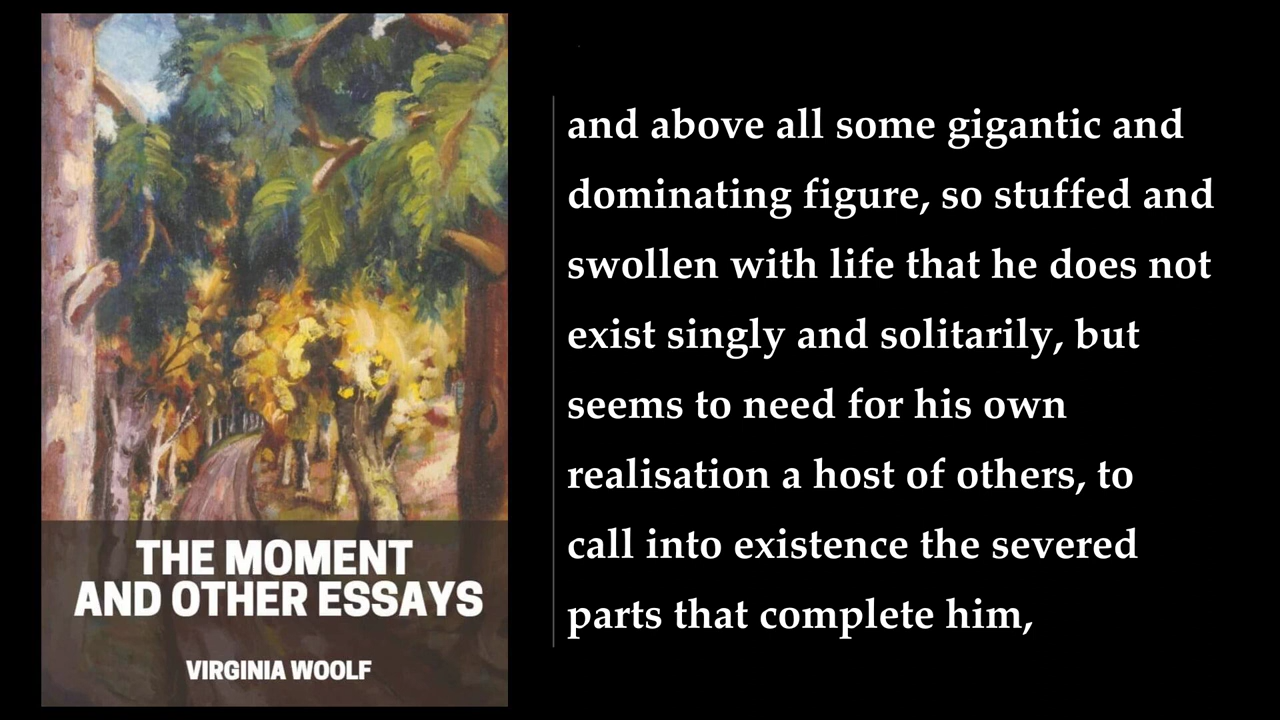 THE MOMENT
AND OTHER ESSAYS
VIRGINIA WOOLF
and above all some gigantic and
dominating figure, so stuffed and
swollen with life that he does not
exist singly and solitarily, but
seems to need for his own
realisation a host of others, to
call into existence the severed
parts that complete him,